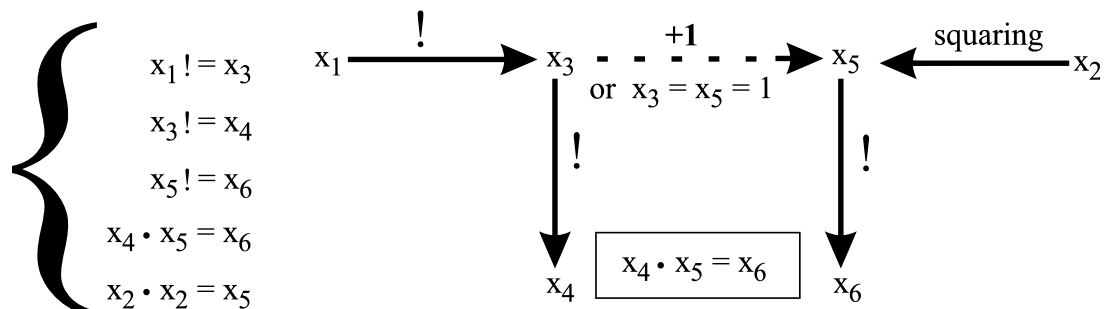 x₁! = x₃
x₃! = x₄
x₅! = x₆
x₄ · x₅ = x₆
x₂ · x₂ = x₅
x₁ ! x₃ +1 x₅ squaring x₂
or x₃ = x₅ = 1
! !
x₄ x₄ · x₅ = x₆ x₆